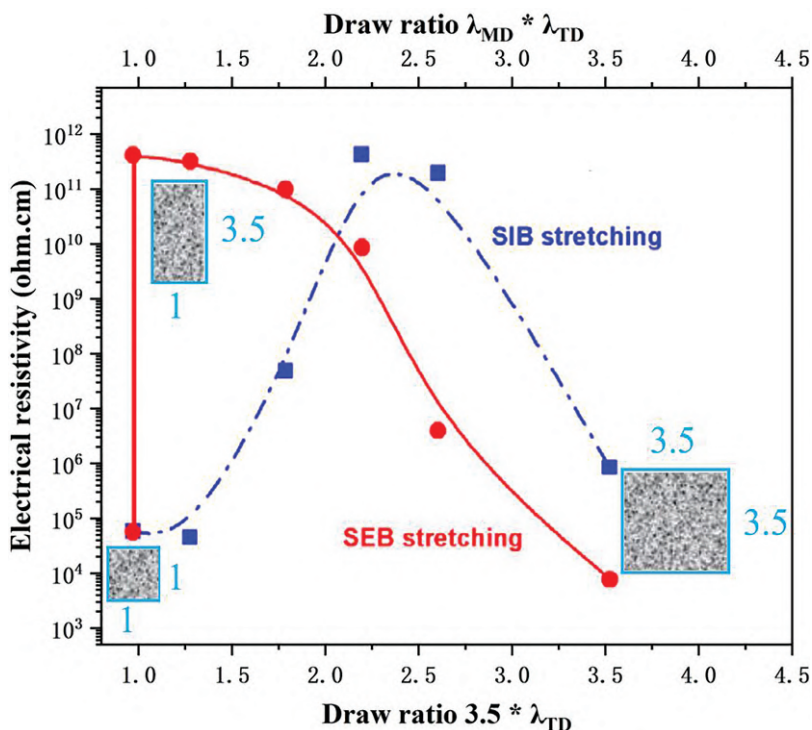 Draw ratio λMD * λTD
1.0 1.5 2.0 2.5 3.0 3.5 4.0 4.5
Electrical resistivity (ohm.cm)
10¹²
10¹¹
10¹⁰
10⁹
10⁸
10⁷
10⁶
10⁵
10⁴
10³
3.5
1
SIB stretching
3.5
3.5
SEB stretching
1
1
1.0 1.5 2.0 2.5 3.0 3.5 4.0 4.5
Draw ratio 3.5 * λTD